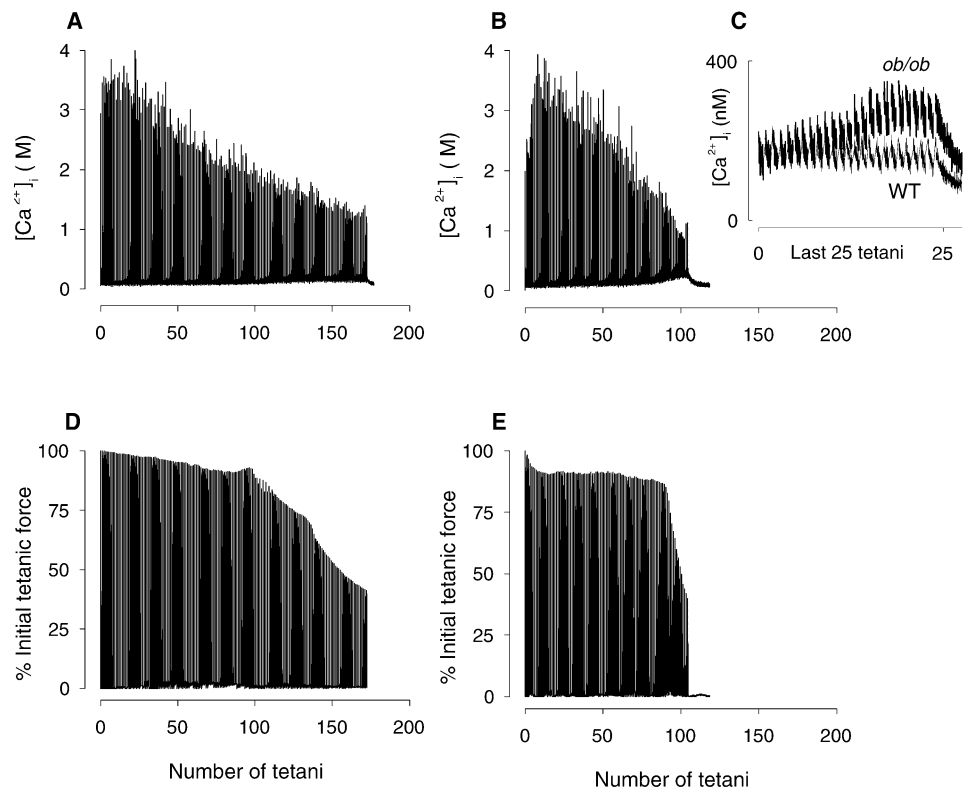 A
4
3
2
1
0
[Ca²⁺]ᵢ ( M)
0 50 100 150 200
B
4
3
2
1
0
[Ca²⁺]ᵢ ( M)
0 50 100 150 200
C
400
0
[Ca²⁺]ᵢ (nM)
ob/ob
WT
0 Last 25 tetani 25
D
100
75
50
25
0
% Initial tetanic force
0 50 100 150 200
Number of tetani
E
100
75
50
25
0
% Initial tetanic force
0 50 100 150 200
Number of tetani